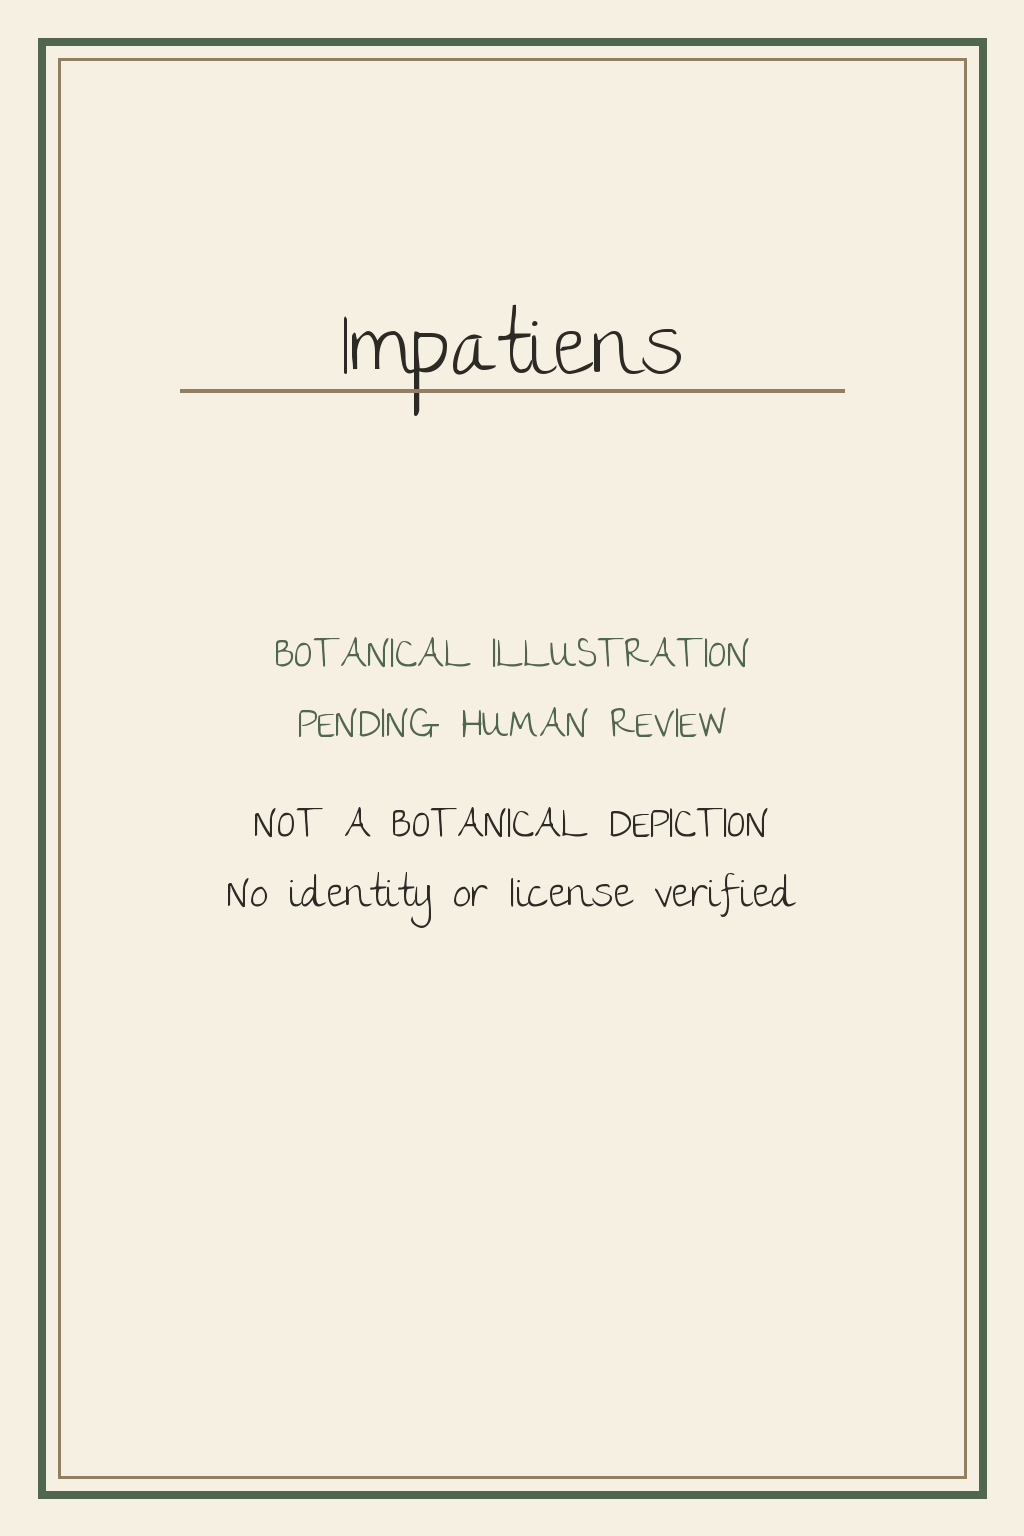 Impatiens
BOTANICAL ILLUSTRATION
PENDING HUMAN REVIEW
NOT A BOTANICAL DEPICTION
No identity or license verified